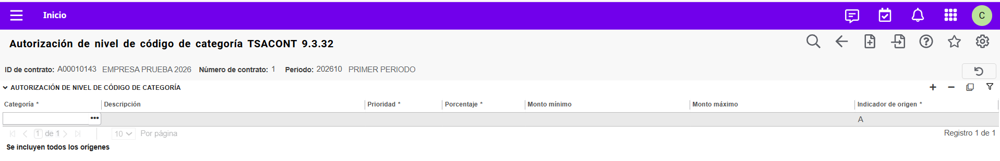 Inicio
C
Autorización de nivel de código de categoría TSACONT 9.3.32
ID de contrato: A00010143 EMPRESA PRUEBA 2026 Número de contrato: 1 Periodo: 202610 PRIMER PERIODO
AUTORIZACIÓN DE NIVEL DE CÓDIGO DE CATEGORÍA
Categoría * Descripción Prioridad * Porcentaje * Monto mínimo Monto máximo Indicador de origen *
A
1 de 1 10 Por página Registro 1 de 1
Se incluyen todos los orígenes